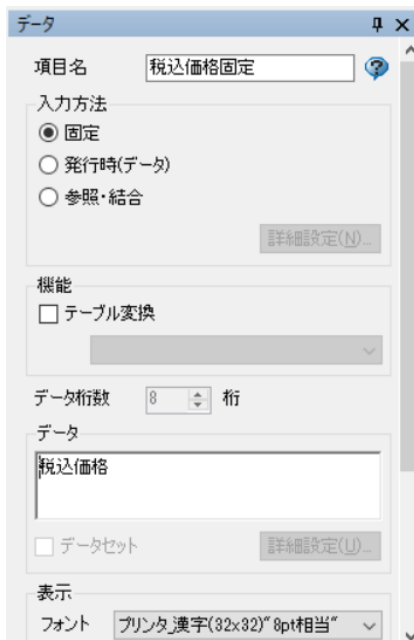 データ
項目名 税込価格固定
入力方法
固定
発行時(データ)
参照・結合
詳細設定(N)...
機能
テーブル変換
データ桁数 8 桁
データ
税込価格
データセット 詳細設定(U)...
表示
フォント プリンタ_漢字(32x32)"8pt相当"